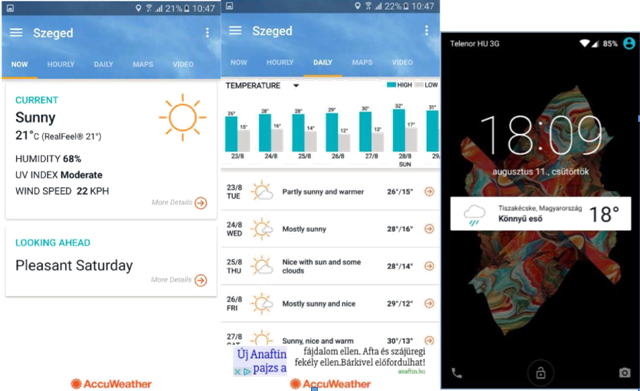 21% 10:47
Szeged
NOW HOURLY DAILY MAPS VIDEO
CURRENT
Sunny
21°C (RealFeel® 21°)
HUMIDITY 68%
UV INDEX Moderate
WIND SPEED 22 KPH
More Details
LOOKING AHEAD
Pleasant Saturday
More Details
AccuWeather
22% 10:47
Szeged
NOW HOURLY DAILY MAPS VIDEO
TEMPERATURE HIGH LOW
26° 15° 28° 16° 28° 14° 29° 12° 30° 13° 32° 17° 31°
23/8 24/8 25/8 26/8 27/8 28/8 29/
SUN
23/8 Partly sunny and warmer 26°/15°
TUE
24/8 Mostly sunny 28°/16°
WED
25/8 Nice with sun and some 28°/14°
THU clouds
26/8 Mostly sunny and nice 29°/12°
FRI
27/8 Sunny, nice and warm 30°/13°
SAT
Új Anaftin
pajzs a
fájdalom ellen. Afta és szájüregi
fekély ellen.Bárkivel előfordulhat!
anaftin.hu
AccuWeather
Telenor HU 3G 85%
18:09
augusztus 11., csütörtök
Tiszakécske, Magyarország
Könnyű eső
18°